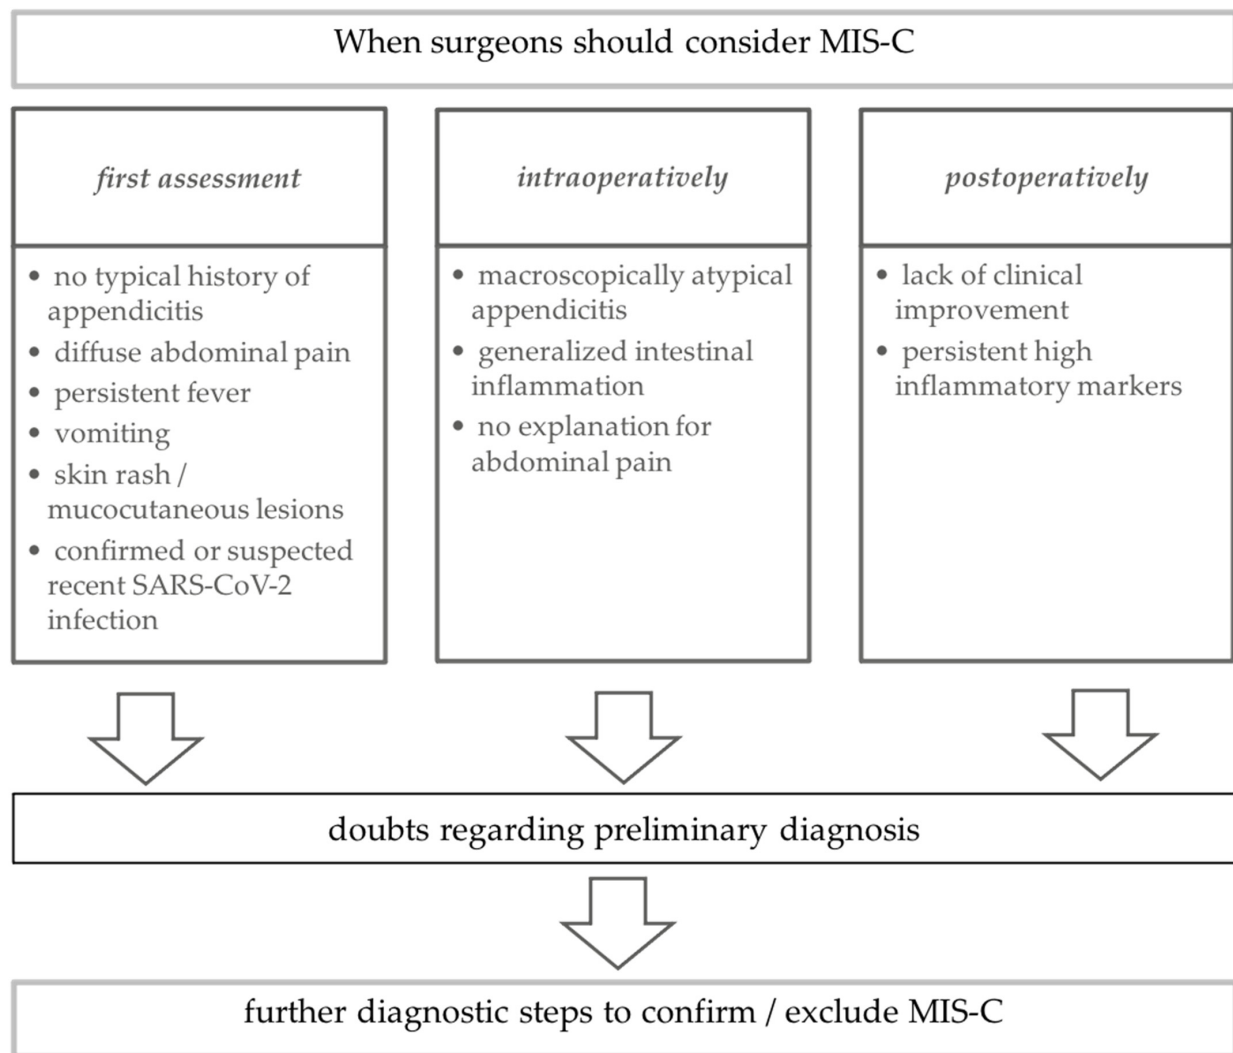 When surgeons should consider MIS-C
first assessment
• no typical history of
appendicitis
• diffuse abdominal pain
• persistent fever
• vomiting
• skin rash /
mucocutaneous lesions
• confirmed or suspected
recent SARS-CoV-2
infection
intraoperatively
• macroscopically atypical
appendicitis
• generalized intestinal
inflammation
• no explanation for
abdominal pain
postoperatively
• lack of clinical
improvement
• persistent high
inflammatory markers
doubts regarding preliminary diagnosis
further diagnostic steps to confirm / exclude MIS-C